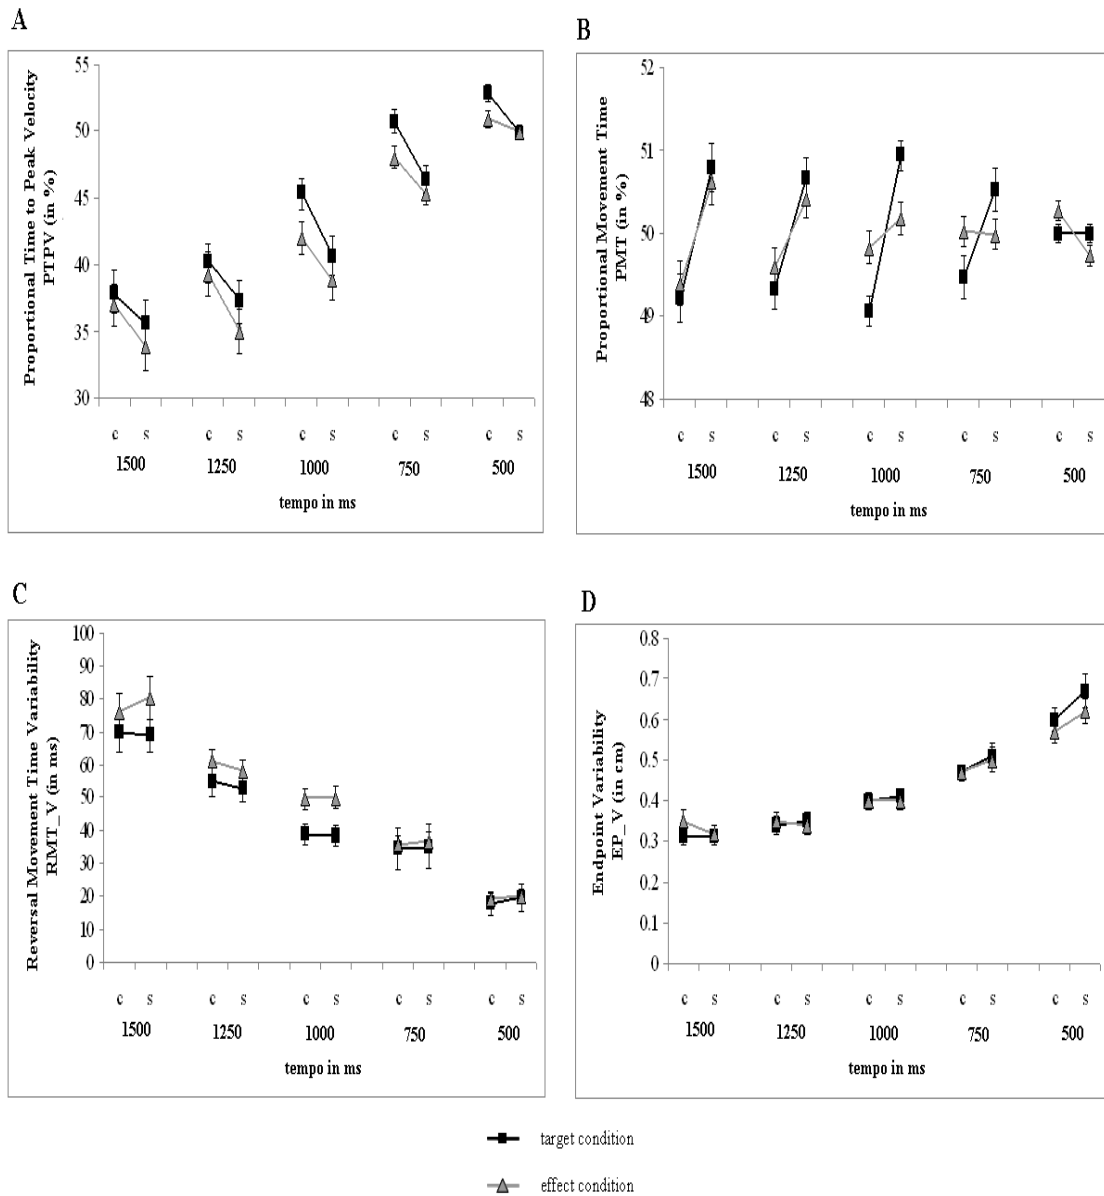 A
Proportional Time to Peak Velocity
PTPV (in %)
55
50
45
40
35
30
c s c s c s c s c s
1500 1250 1000 750 500
tempo in ms
B
Proportional Movement Time
PMT (in %)
52
51
50
49
48
c s c s c s c s c s
1500 1250 1000 750 500
tempo in ms
C
Reversal Movement Time Variability
RMT_V (in ms)
100
90
80
70
60
50
40
30
20
10
0
c s c s c s c s c s
1500 1250 1000 750 500
tempo in ms
D
Endpoint Variability
EP_V (in cm)
0.8
0.7
0.6
0.5
0.4
0.3
0.2
0.1
0
c s c s c s c s c s
1500 1250 1000 750 500
tempo in ms
target condition
effect condition